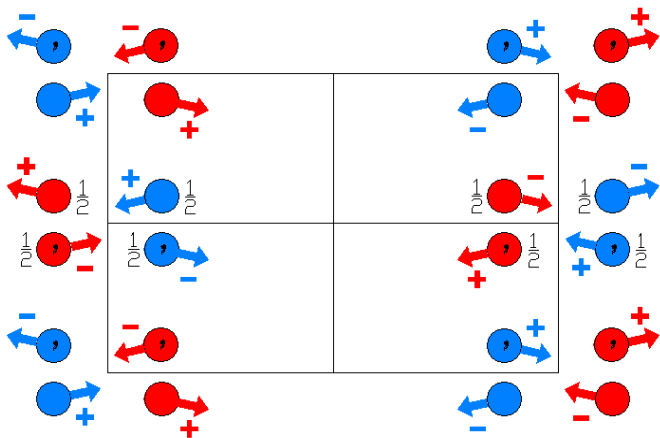 − − + +
, , , ,
+ + − −
+ + − −
1/2 1/2 1/2 1/2
1/2 , 1/2 , , 1/2 , 1/2
− − + +
− − + +
, , , ,
+ + − −